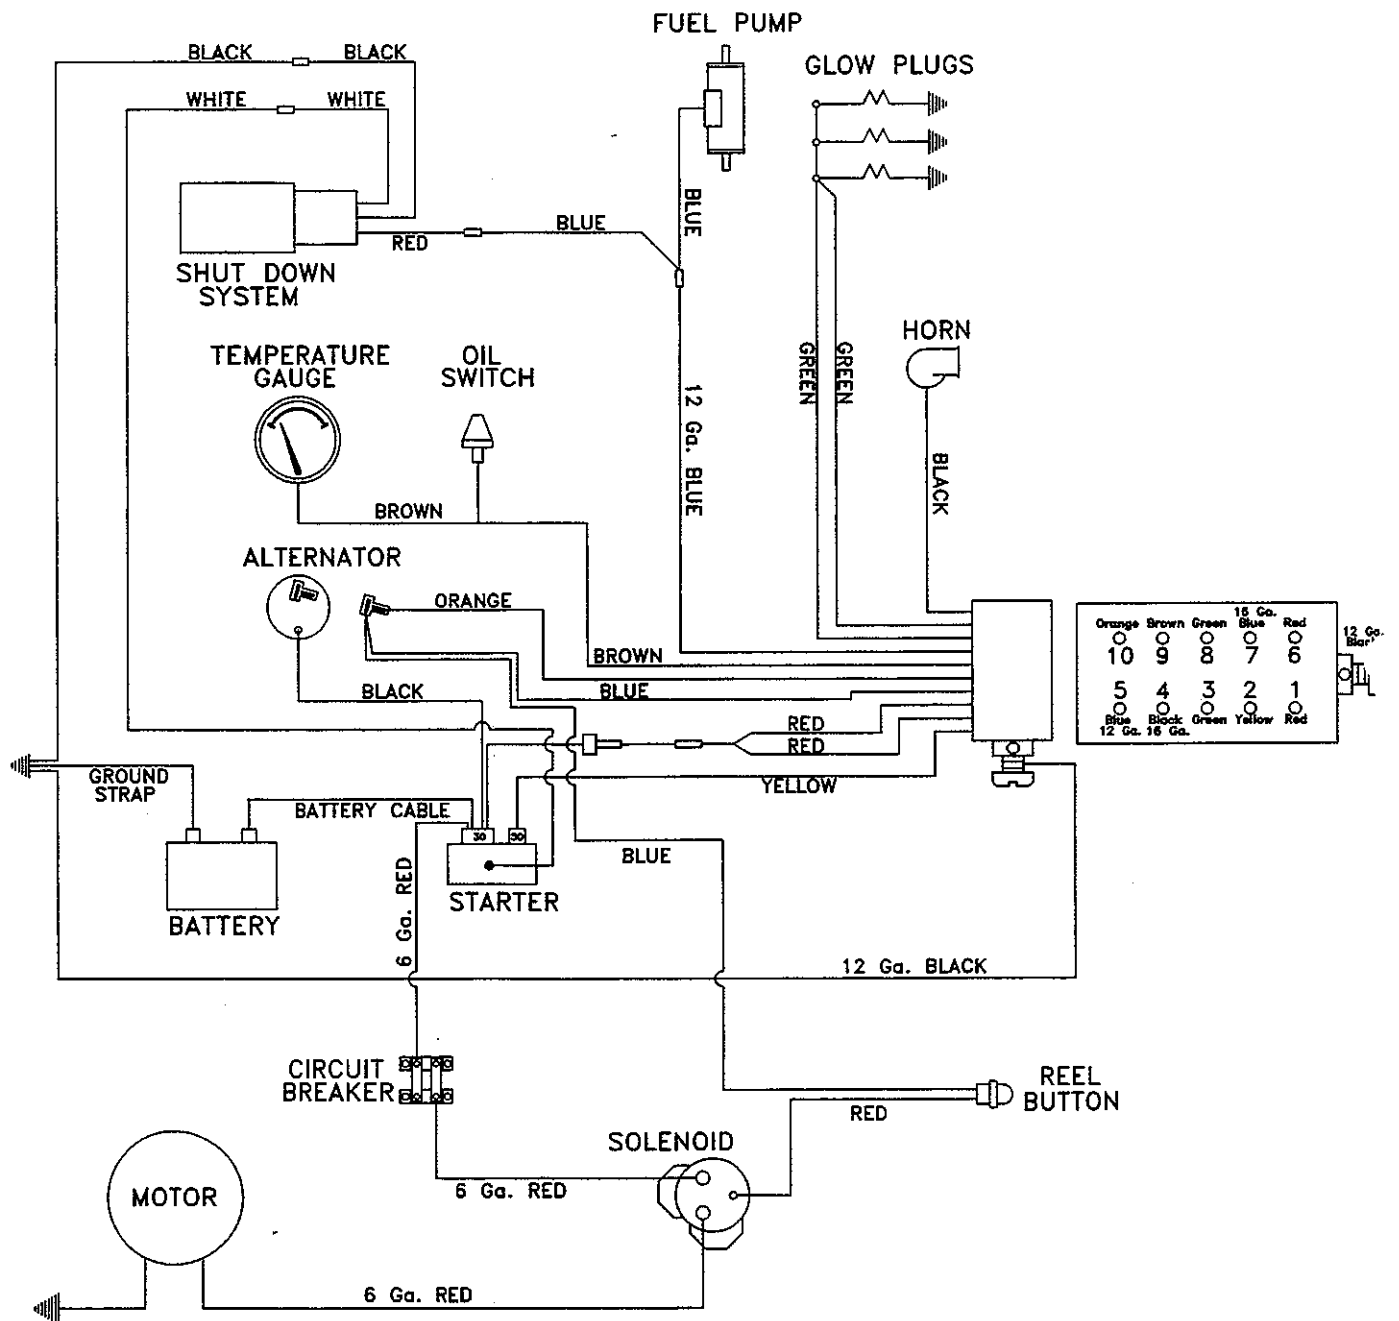 FUEL PUMP
BLACK
BLACK
GLOW PLUGS
WHITE
WHITE
BLUE
BLUE
RED
SHUT DOWN
SYSTEM
HORN
GREEN
GREEN
TEMPERATURE
GAUGE
OIL
SWITCH
12 Ga. BLUE
BLACK
BROWN
ALTERNATOR
ORANGE
BROWN
16 Ga.
Orange Brown Green Blue Red
10 9 8 7 6
5 4 3 2 1
Blue Black Green Yellow Red
12 Ga. 16 Ga.
12 Ga.
BLACK
BLUE
RED
RED
GROUND
STRAP
YELLOW
BATTERY CABLE
30
50
BLUE
6 Ga. RED
STARTER
BATTERY
12 Ga. BLACK
CIRCUIT
BREAKER
REEL
BUTTON
RED
SOLENOID
6 Ga. RED
MOTOR
6 Ga. RED